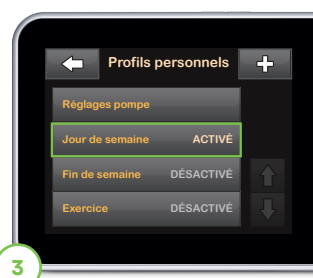 Profils personnels
Réglages pompe
Jour de semaine ACTIVÉ
Fin de semaine DÉSACTIVÉ
Exercice DÉSACTIVÉ
3